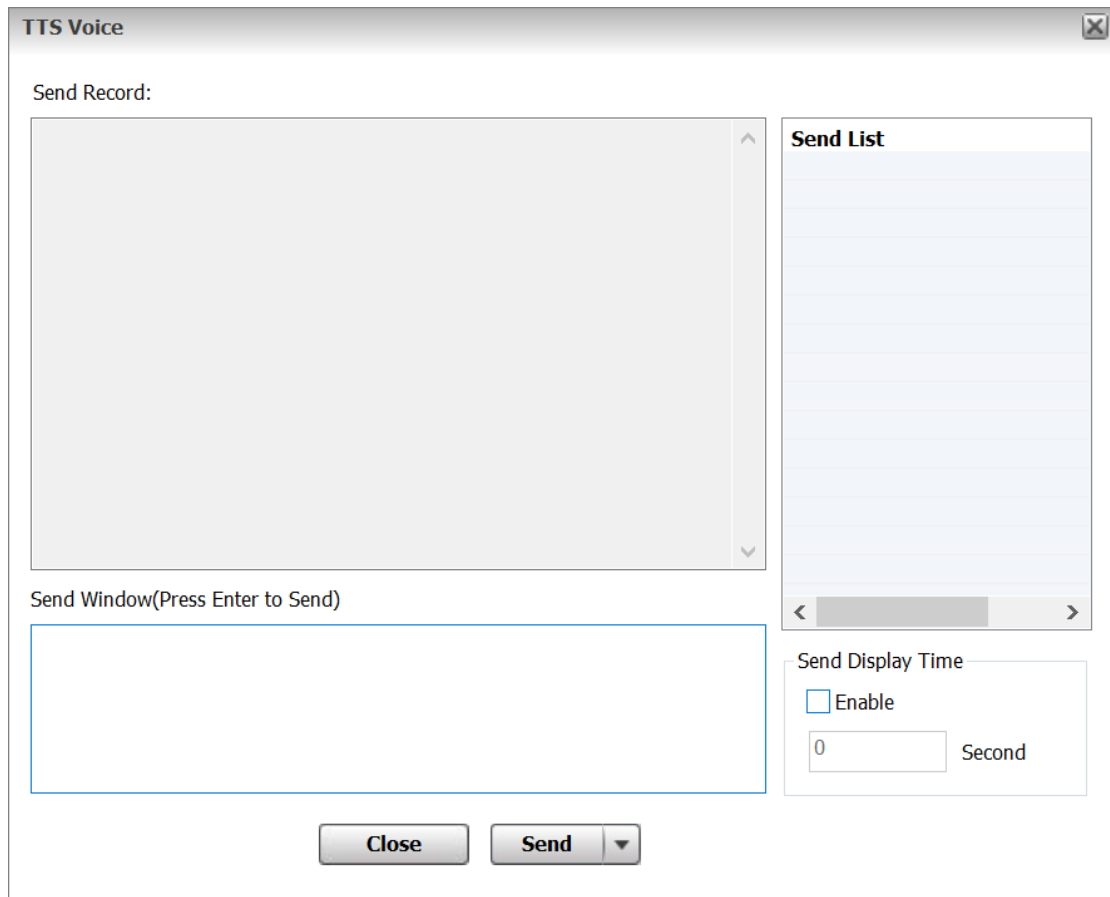 TTS Voice
Send Record:
Send List
Send Window(Press Enter to Send)
Send Display Time
Enable
0 Second
Close Send